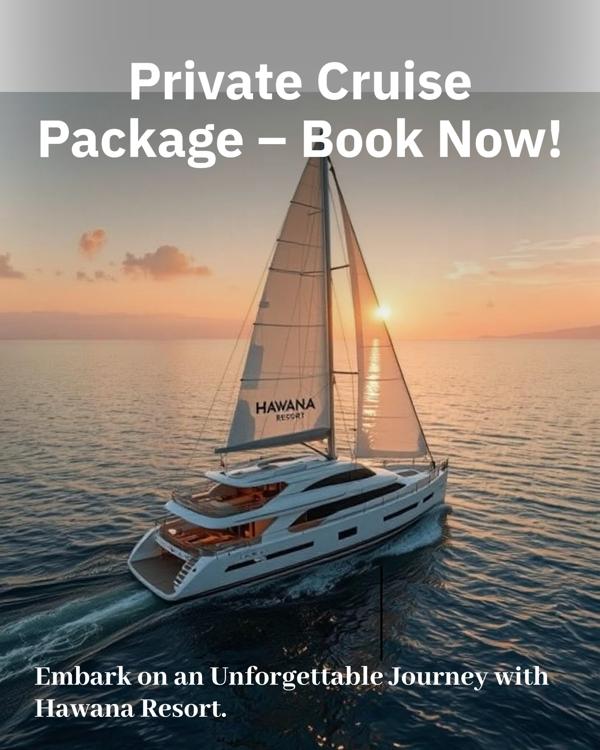 Private Cruise
Package – Book Now!
HAWANA
RESORT
Embark on an Unforgettable Journey with
Hawana Resort.